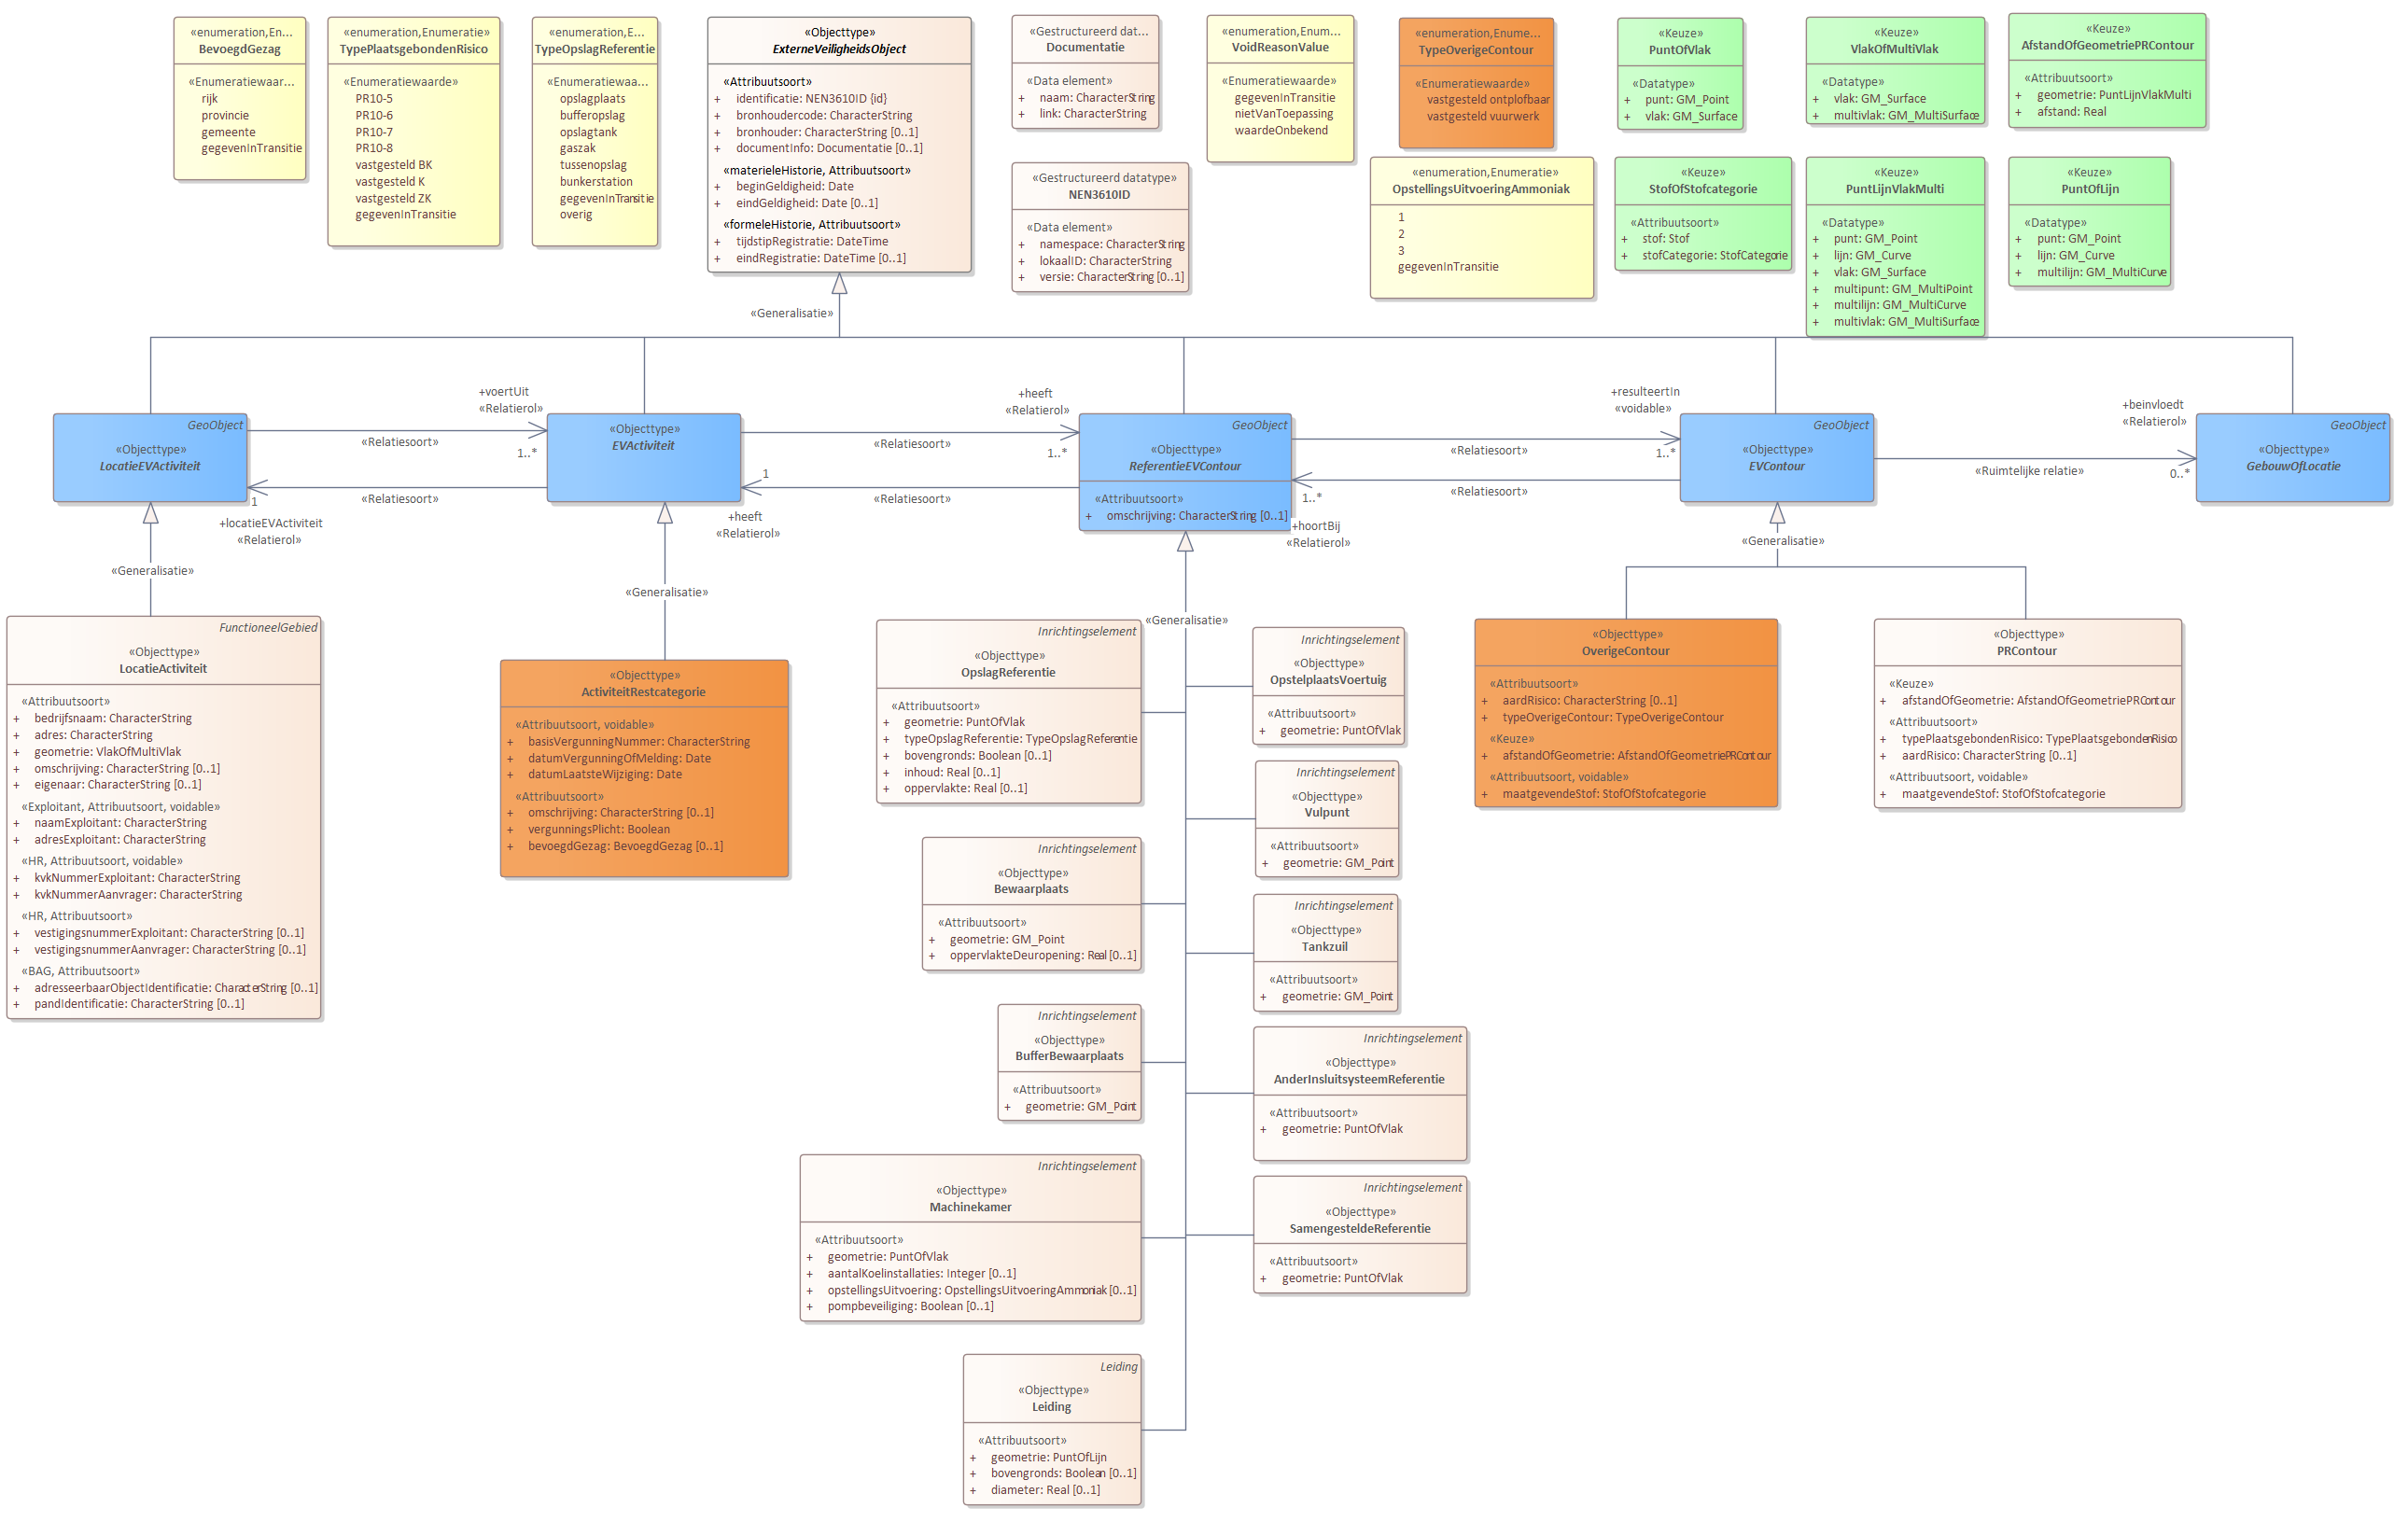 «enumeration,En...
BevoegdGezag
«Enumeratiewaar...
rijk
provincie
gemeente
gegevenInTransitie
«enumeration,Enumeratie»
TypePlaatsgebondenRisico
«Enumeratiewaarde»
PR10-5
PR10-6
PR10-7
PR10-8
vastgesteld BK
vastgesteld K
vastgesteld ZK
gegevenInTransitie
«enumeration,E...
TypeOpslagReferentie
«Enumeratiewaa...
opslagplaats
bufferopslag
opslagtank
gaszak
tussenopslag
bunkerstation
gegevenInTransitie
overig
«Objecttype»
ExterneVeiligheidsObject
«Attribuutsoort»
+ identificatie: NEN3610ID {id}
+ bronhoudercode: CharacterString
+ bronhouder: CharacterString [0..1]
+ documentInfo: Documentatie [0..1]
«materieleHistorie, Attribuutsoort»
+ beginGeldigheid: Date
+ eindGeldigheid: Date [0..1]
«formeleHistorie, Attribuutsoort»
+ tijdstipRegistratie: DateTime
+ eindRegistratie: DateTime [0..1]
«Gestructureerd dat...
Documentatie
«Data element»
+ naam: CharacterString
+ link: CharacterString
«Gestructureerd datatype»
NEN3610ID
«Data element»
+ namespace: CharacterString
+ lokaalID: CharacterString
+ versie: CharacterString [0..1]
«enumeration,Enum...
VoidReasonValue
«Enumeratiewaarde»
gegevenInTransitie
nietVanToepassing
waardeOnbekend
«enumeration,Enume...
TypeOverigeContour
«Enumeratiewaarde»
vastgesteld ontplofbaar
vastgesteld vuurwerk
«enumeration,Enumeratie»
OpstellingsUitvoeringAmmoniak
1
2
3
gegevenInTransitie
«Keuze»
PuntOfVlak
«Datatype»
+ punt: GM_Point
+ vlak: GM_Surface
«Keuze»
VlakOfMultiVlak
«Datatype»
+ vlak: GM_Surface
+ multivlak: GM_MultiSurface
«Keuze»
AfstandOfGeometriePRContour
«Attribuutsoort»
+ geometrie: PuntLijnVlakMulti
+ afstand: Real
«Keuze»
StofOfStofcategorie
«Attribuutsoort»
+ stof: Stof
+ stofCategorie: StofCategorie
«Keuze»
PuntLijnVlakMulti
«Datatype»
+ punt: GM_Point
+ lijn: GM_Curve
+ vlak: GM_Surface
+ multipunt: GM_MultiPoint
+ multilijn: GM_MultiCurve
+ multivlak: GM_MultiSurface
«Keuze»
PuntOfLijn
«Datatype»
+ punt: GM_Point
+ lijn: GM_Curve
+ multilijn: GM_MultiCurve
«Generalisatie»
GeoObject
«Objecttype»
LocatieEVActiviteit
+voertUit
«Relatierol»
«Relatiesoort»
1..*
«Relatiesoort»
1
+locatieEVActiviteit
«Relatierol»
«Objecttype»
EVActiviteit
+heeft
«Relatierol»
«Relatiesoort»
1..*
1
«Relatiesoort»
+heeft
«Relatierol»
GeoObject
«Objecttype»
ReferentieEVContour
«Attribuutsoort»
+ omschrijving: CharacterString [0..1]
+resulteertIn
«voidable»
«Relatiesoort»
1..*
1..*
«Relatiesoort»
+hoortBij
«Relatierol»
GeoObject
«Objecttype»
EVContour
+beinvloedt
«Relatierol»
«Ruimtelijke relatie»
0..*
GeoObject
«Objecttype»
GebouwOfLocatie
«Generalisatie»
«Generalisatie»
«Generalisatie»
«Generalisatie»
FunctioneelGebied
«Objecttype»
LocatieActiviteit
«Attribuutsoort»
+ bedrijfsnaam: CharacterString
+ adres: CharacterString
+ geometrie: VlakOfMultiVlak
+ omschrijving: CharacterString [0..1]
+ eigenaar: CharacterString [0..1]
«Exploitant, Attribuutsoort, voidable»
+ naamExploitant: CharacterString
+ adresExploitant: CharacterString
«HR, Attribuutsoort, voidable»
+ kvkNummerExploitant: CharacterString
+ kvkNummerAanvrager: CharacterString
«HR, Attribuutsoort»
+ vestigingsnummerExploitant: CharacterString [0..1]
+ vestigingsnummerAanvrager: CharacterString [0..1]
«BAG, Attribuutsoort»
+ adresseerbaarObjectIdentificatie: CharacterString [0..1]
+ pandIdentificatie: CharacterString [0..1]
«Objecttype»
ActiviteitRestcategorie
«Attribuutsoort, voidable»
+ basisVergunningNummer: CharacterString
+ datumVergunningOfMelding: Date
+ datumLaatsteWijziging: Date
«Attribuutsoort»
+ omschrijving: CharacterString [0..1]
+ vergunningsPlicht: Boolean
+ bevoegdGezag: BevoegdGezag [0..1]
Inrichtingselement
«Objecttype»
OpslagReferentie
«Attribuutsoort»
+ geometrie: PuntOfVlak
+ typeOpslagReferentie: TypeOpslagReferentie
+ bovengronds: Boolean [0..1]
+ inhoud: Real [0..1]
+ oppervlakte: Real [0..1]
Inrichtingselement
«Objecttype»
OpstelplaatsVoertuig
«Attribuutsoort»
+ geometrie: PuntOfVlak
Inrichtingselement
«Objecttype»
Vulpunt
«Attribuutsoort»
+ geometrie: GM_Point
Inrichtingselement
«Objecttype»
Bewaarplaats
«Attribuutsoort»
+ geometrie: GM_Point
+ oppervlakteDeuropening: Real [0..1]
Inrichtingselement
«Objecttype»
Tankzuil
«Attribuutsoort»
+ geometrie: GM_Point
Inrichtingselement
«Objecttype»
BufferBewaarplaats
«Attribuutsoort»
+ geometrie: GM_Point
Inrichtingselement
«Objecttype»
AnderInsluitsysteemReferentie
«Attribuutsoort»
+ geometrie: PuntOfVlak
Inrichtingselement
«Objecttype»
Machinekamer
«Attribuutsoort»
+ geometrie: PuntOfVlak
+ aantalKoelinstallaties: Integer [0..1]
+ opstellingsUitvoering: OpstellingsUitvoeringAmmoniak [0..1]
+ pompbeveiliging: Boolean [0..1]
Inrichtingselement
«Objecttype»
SamengesteldeReferentie
«Attribuutsoort»
+ geometrie: PuntOfVlak
Leiding
«Objecttype»
Leiding
«Attribuutsoort»
+ geometrie: PuntOfLijn
+ bovengronds: Boolean [0..1]
+ diameter: Real [0..1]
«Objecttype»
OverigeContour
«Attribuutsoort»
+ aardRisico: CharacterString [0..1]
+ typeOverigeContour: TypeOverigeContour
«Keuze»
+ afstandOfGeometrie: AfstandOfGeometriePRContour
«Attribuutsoort, voidable»
+ maatgevendeStof: StofOfStofcategorie
«Objecttype»
PRContour
«Keuze»
+ afstandOfGeometrie: AfstandOfGeometriePRContour
«Attribuutsoort»
+ typePlaatsgebondenRisico: TypePlaatsgebondenRisico
+ aardRisico: CharacterString [0..1]
«Attribuutsoort, voidable»
+ maatgevendeStof: StofOfStofcategorie